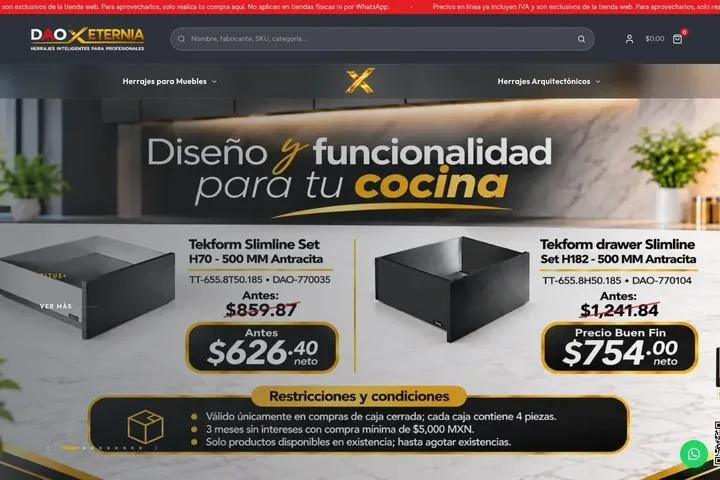 son exclusivos de la tienda web. Para aprovecharlos, solo realiza tu compra aquí. No aplican en tiendas físicas ni por WhatsApp.
Precios en línea ya incluyen IVA y son exclusivos de la tienda web. Para aprovecharlos, solo rea
DAO XETERNIA
HERRAJES INTELIGENTES PARA PROFESIONALES
Nombre, fabricante, SKU, categoría...
$0.00
0
Herrajes para Muebles
Herrajes Arquitectónicos
Diseño y funcionalidad
para tu cocina
Tekform Slimline Set
H70 - 500 MM Antracita
TT-655.8T50.185 • DAO-770035
Antes:
$859.87
Antes
$626.40
neto
Tekform drawer Slimline
Set H182 - 500 MM Antracita
TT-655.8H50.185 • DAO-770104
Antes:
$1,241.84
Precio Buen Fin
$754.00
neto
TITUS+
VER MÁS
Restricciones y condiciones
Válido únicamente en compras de caja cerrada; cada caja contiene 4 piezas.
3 meses sin intereses con compra mínima de $5,000 MXN.
Solo productos disponibles en existencia; hasta agotar existencias.